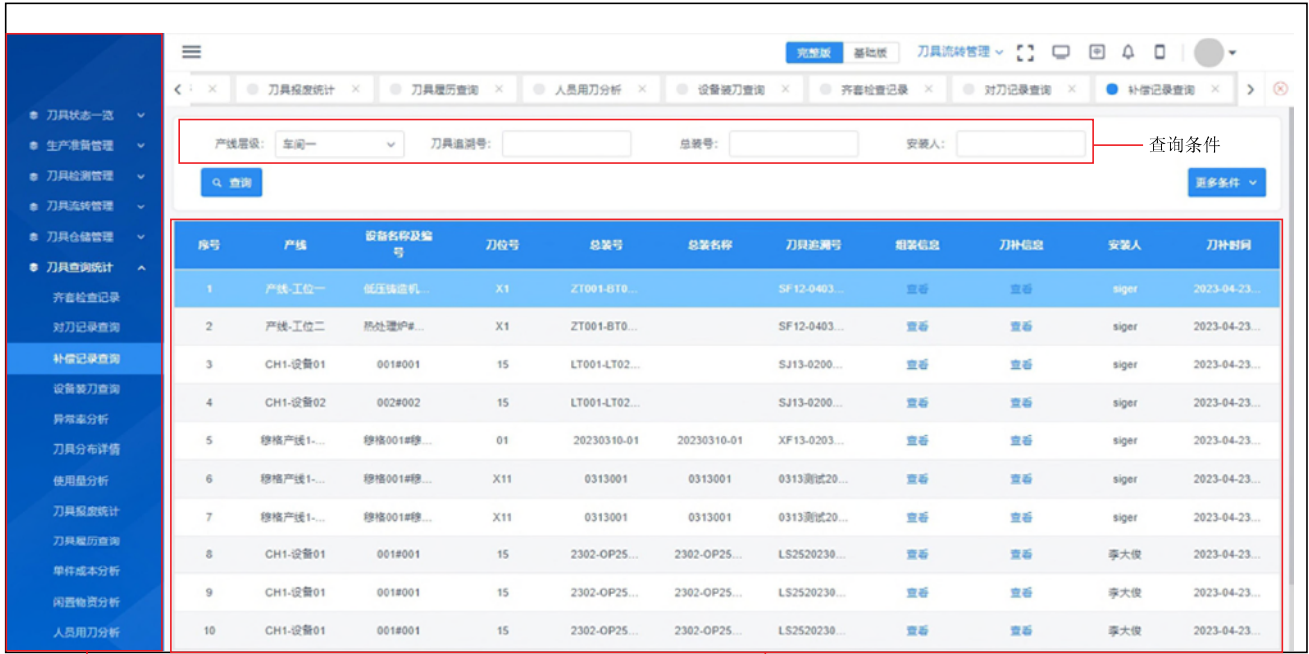 完整版 基础版 刀具流转管理
刀具报废统计 × 刀具履历查询 × 人员用刀分析 × 设备装刀查询 × 齐套检查记录 × 对刀记录查询 × 补偿记录查询 ×
刀具状态一览
生产准备管理
刀具检测管理
刀具流转管理
刀具仓储管理
刀具查询统计
齐套检查记录
对刀记录查询
补偿记录查询
设备装刀查询
异常率分析
刀具分布详情
使用量分析
刀具报废统计
刀具履历查询
单件成本分析
闲置物资分析
人员用刀分析
产线层级: 车间一 刀具追溯号: 总装号: 安装人:
查询条件
查询 更多条件
序号 产线 设备名称及编号 刀位号 总装号 总装名称 刀具追溯号 组装信息 刀补信息 安装人 刀补时间
1 产线-工位一 低压铸造机... X1 ZT001-BT0... SF12-0403... 查看 查看 siger 2023-04-23...
2 产线-工位二 热处理炉#... X1 ZT001-BT0... SF12-0403... 查看 查看 siger 2023-04-23...
3 CH1-设备01 001#001 15 LT001-LT02... SJ13-0200... 查看 查看 siger 2023-04-23...
4 CH1-设备02 002#002 15 LT001-LT02... SJ13-0200... 查看 查看 siger 2023-04-23...
5 穆格产线1-... 穆格001#穆... 01 20230310-01 20230310-01 XF13-0203... 查看 查看 siger 2023-04-23...
6 穆格产线1-... 穆格001#穆... X11 0313001 0313001 0313测试20... 查看 查看 siger 2023-04-23...
7 穆格产线1-... 穆格001#穆... X11 0313001 0313001 0313测试20... 查看 查看 siger 2023-04-23...
8 CH1-设备01 001#001 15 2302-OP25... 2302-OP25... LS2520230... 查看 查看 李大俊 2023-04-23...
9 CH1-设备01 001#001 15 2302-OP25... 2302-OP25... LS2520230... 查看 查看 李大俊 2023-04-23...
10 CH1-设备01 001#001 15 2302-OP25... 2302-OP25... LS2520230... 查看 查看 李大俊 2023-04-23...